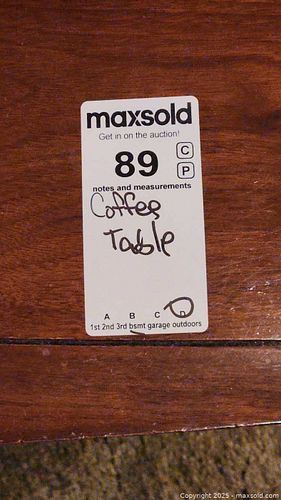 maxsold
Get in on the auction!
89 C
P
notes and measurements
Coffee
Table
A B C D
1st 2nd 3rd bsmt garage outdoors
Copyright 2025 - www.maxsold.com